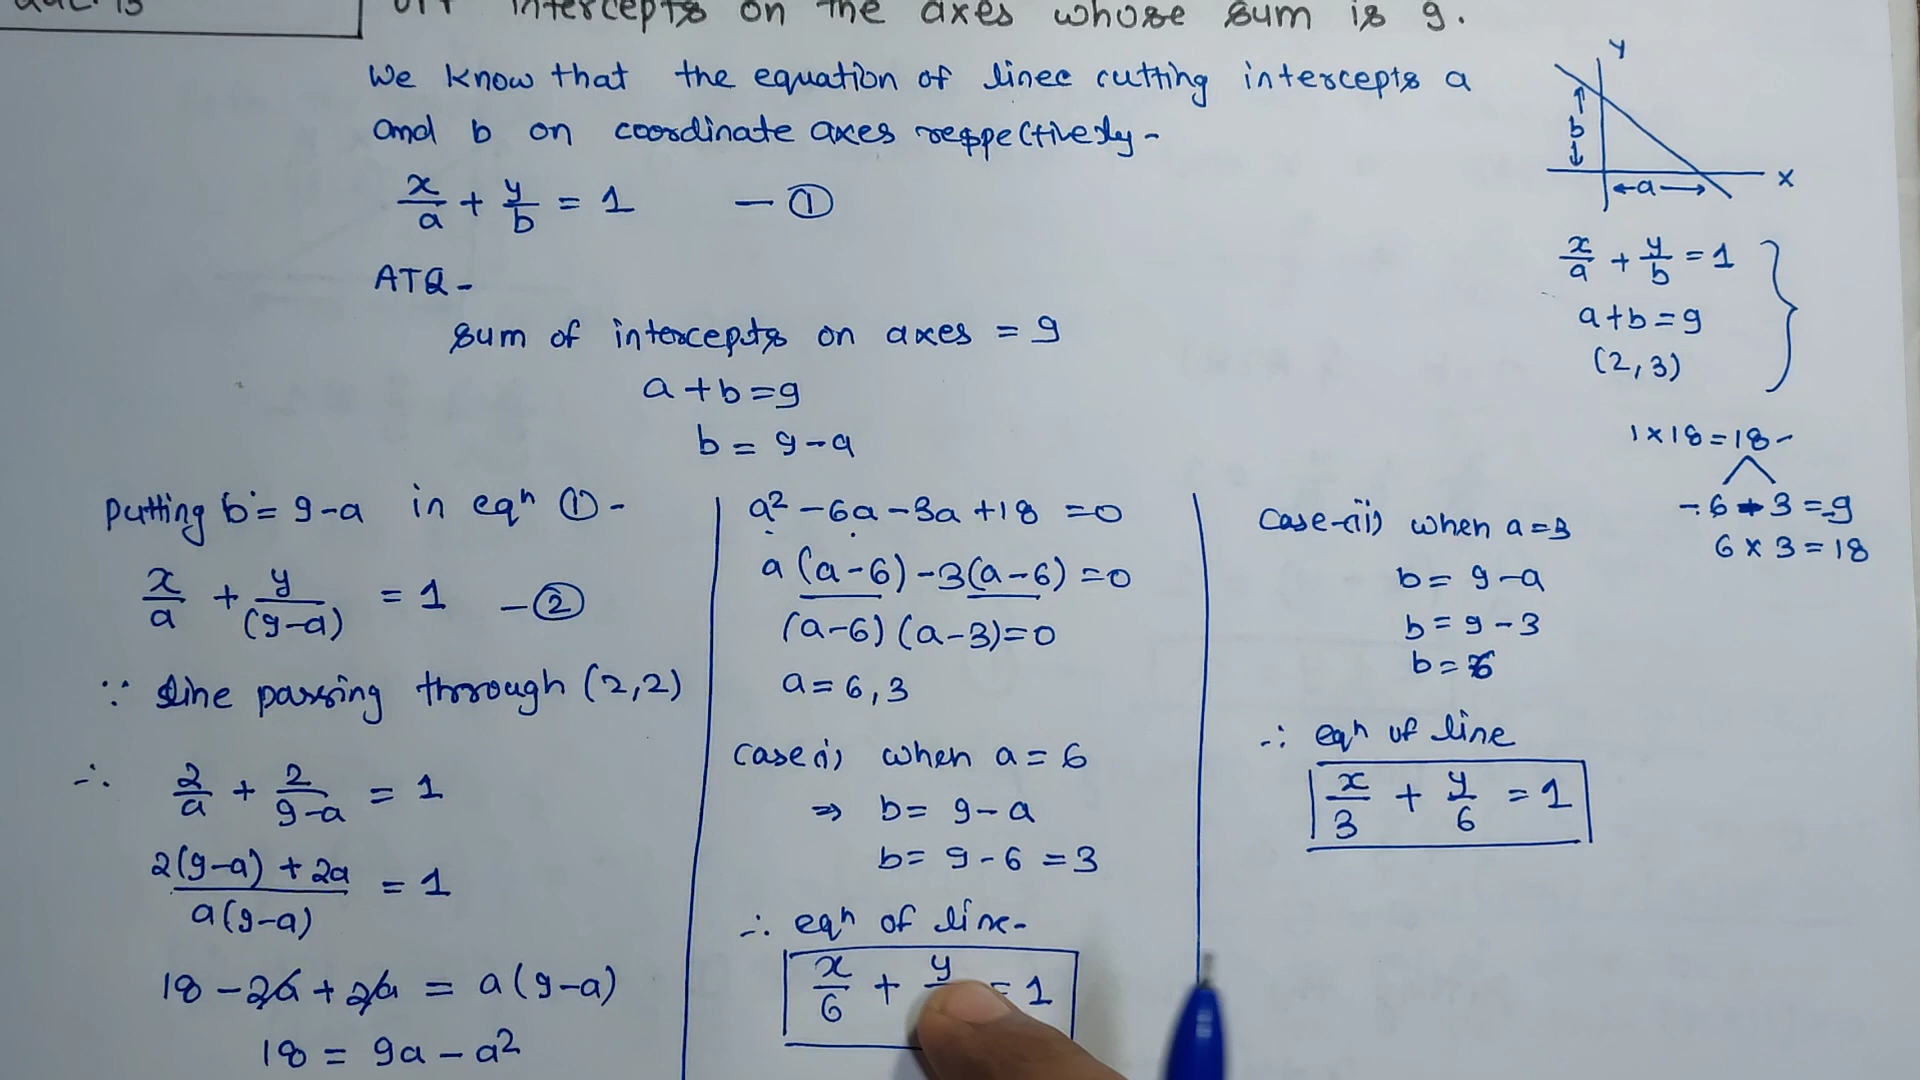 off intercepts on the axes whose sum is 9.
We know that the equation of linec cutting intercepts a
and b on coordinate axes respectively-
x/a + y/b = 1 - ①
ATQ-
sum of intercepts on axes = 9
a+b=9
b = 9-a
Putting b = 9-a in eqⁿ ① -
x/a + y/(9-a) = 1 - ②
∵ line passing through (2,2)
∴ 2/a + 2/9-a = 1
2(9-a) + 2a / a(9-a) = 1
18 - 2a + 2a = a(9-a)
18 = 9a - a²
a² - 6a - 3a + 18 = 0
a(a-6) - 3(a-6) = 0
(a-6)(a-3)=0
a = 6, 3
Case (i) when a = 6
⇒ b = 9-a
b = 9-6 = 3
∴ eqⁿ of line-
x/6 + y = 1
Case-(ii) when a=3
b = 9-a
b = 9-3
b = 6
∴ eqⁿ of line
x/3 + y/6 = 1
y
b
a
x
x/a + y/b = 1
a+b=9
(2,3)
1×18=18-
-6+3=-9
6×3=18